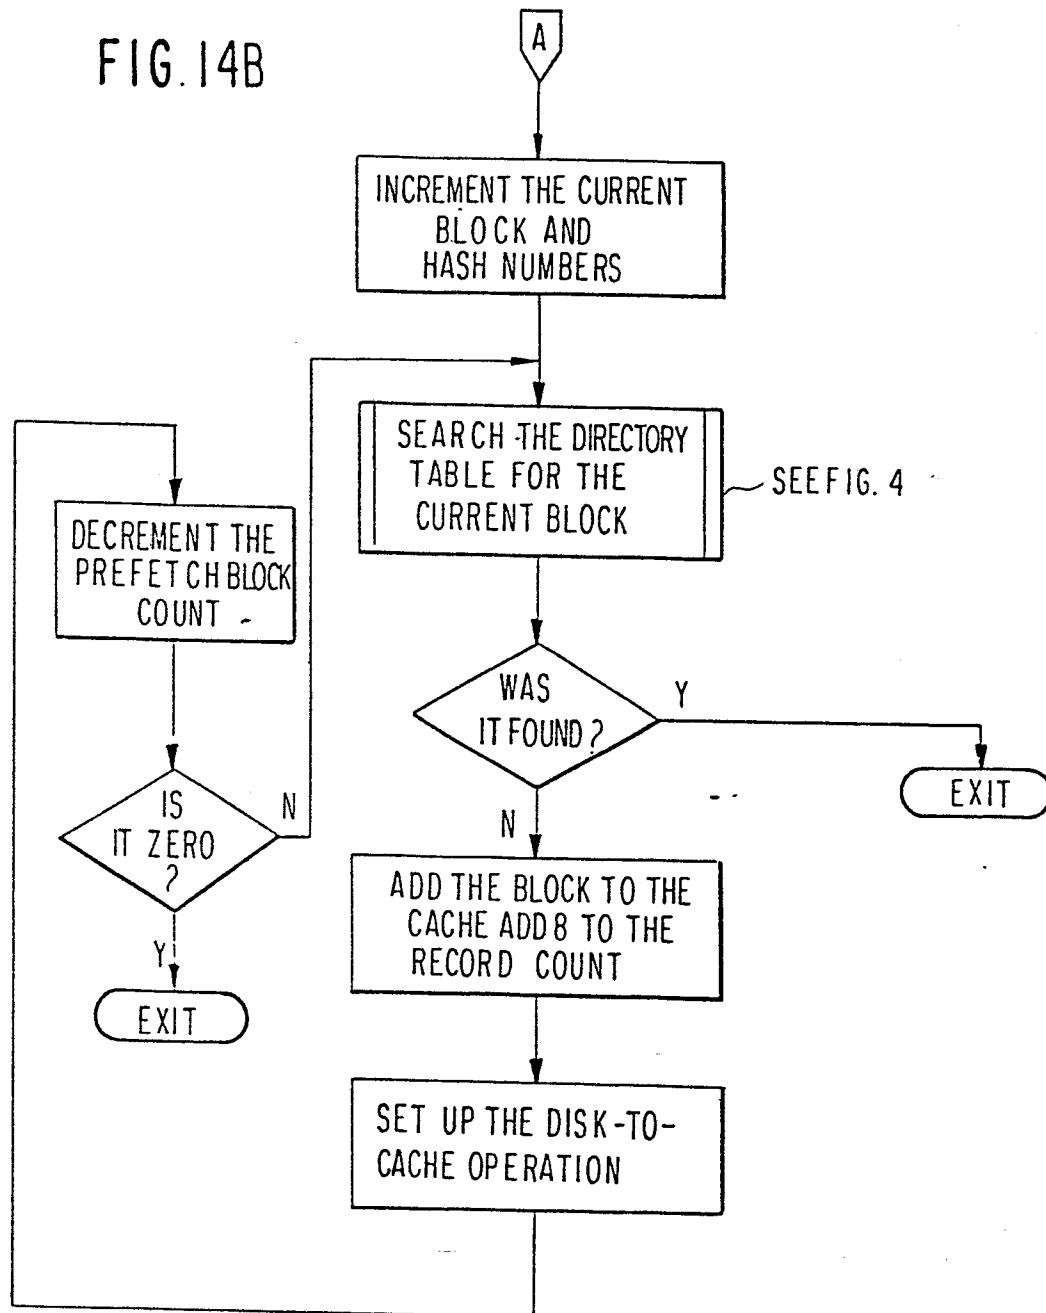 FIG. 14B
A
INCREMENT THE CURRENT
BLOCK AND
HASH NUMBERS
SEARCH THE DIRECTORY
TABLE FOR THE
CURRENT BLOCK
SEE FIG. 4
DECREMENT THE
PREFETCH BLOCK
COUNT
WAS
IT FOUND?
Y
EXIT
N
IS
IT ZERO
?
N
Y
EXIT
ADD THE BLOCK TO THE
CACHE ADD 8 TO THE
RECORD COUNT
SET UP THE DISK-TO-
CACHE OPERATION